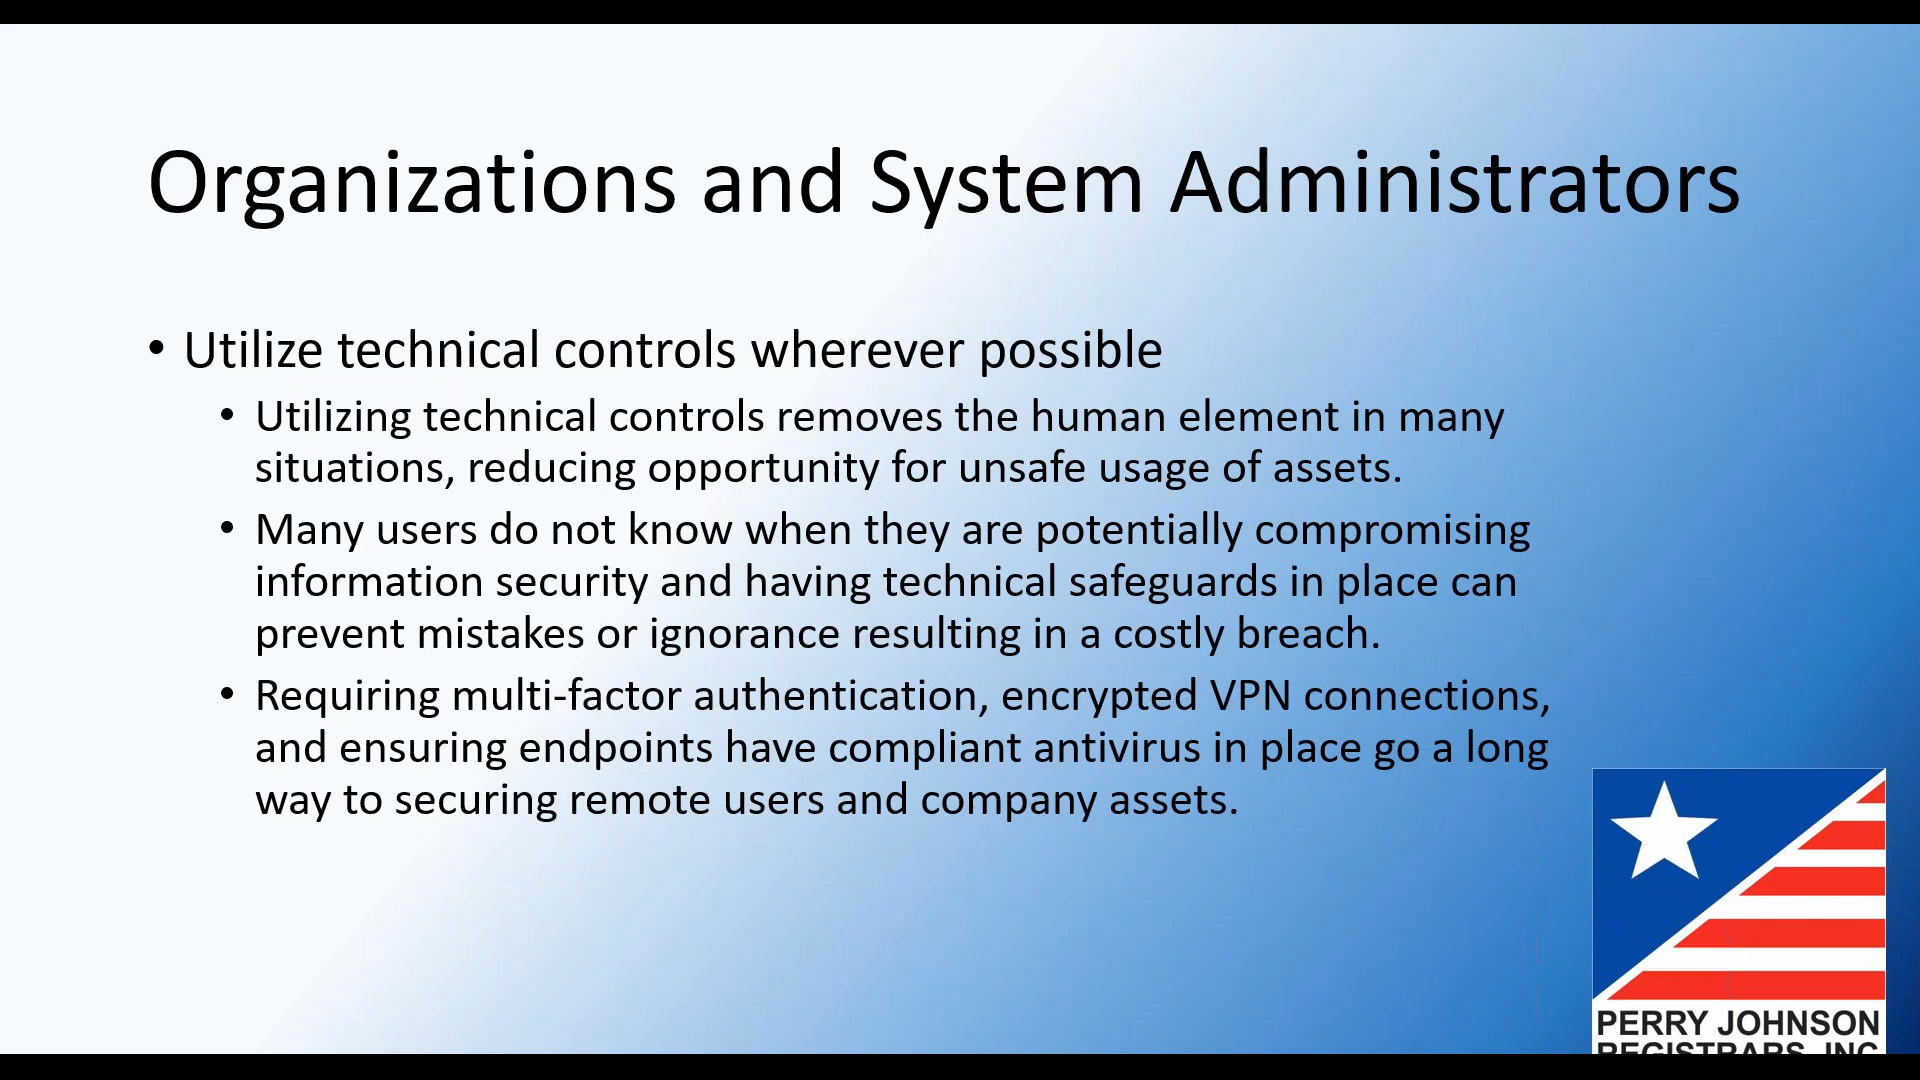 Organizations and System Administrators
• Utilize technical controls wherever possible
• Utilizing technical controls removes the human element in many
situations, reducing opportunity for unsafe usage of assets.
• Many users do not know when they are potentially compromising
information security and having technical safeguards in place can
prevent mistakes or ignorance resulting in a costly breach.
• Requiring multi-factor authentication, encrypted VPN connections,
and ensuring endpoints have compliant antivirus in place go a long
way to securing remote users and company assets.
PERRY JOHNSON
REGISTRARS, INC